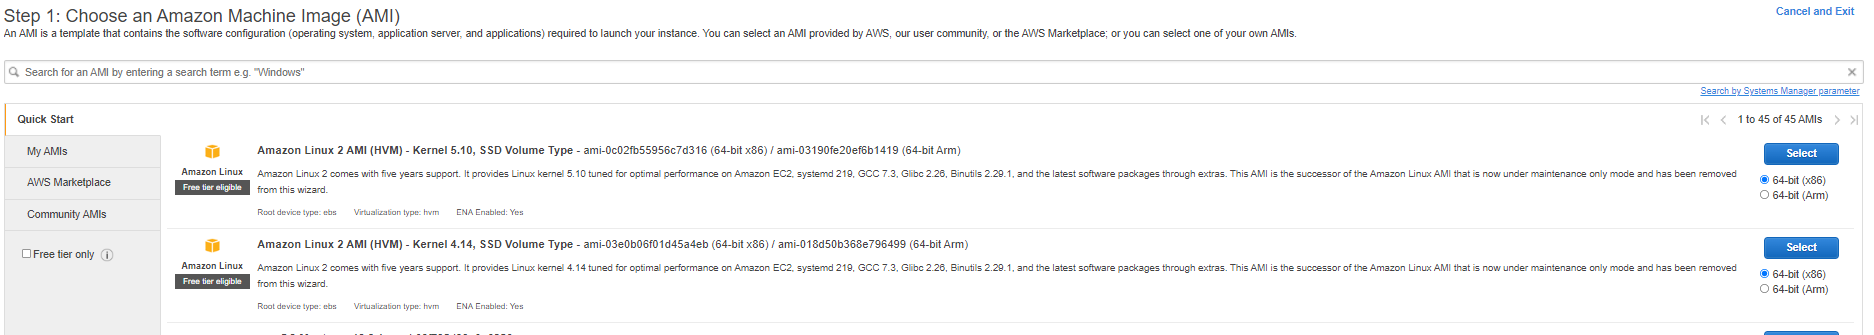 Step 1: Choose an Amazon Machine Image (AMI)
Cancel and Exit
An AMI is a template that contains the software configuration (operating system, application server, and applications) required to launch your instance. You can select an AMI provided by AWS, our user community, or the AWS Marketplace; or you can select one of your own AMIs.
Search for an AMI by entering a search term e.g. "Windows"
Search by Systems Manager parameter
Quick Start
1 to 45 of 45 AMIs
My AMIs
AWS Marketplace
Community AMIs
Free tier only
Amazon Linux
Free tier eligible
Amazon Linux 2 AMI (HVM) - Kernel 5.10, SSD Volume Type - ami-0c02fb55956c7d316 (64-bit x86) / ami-03190fe20ef6b1419 (64-bit Arm)
Amazon Linux 2 comes with five years support. It provides Linux kernel 5.10 tuned for optimal performance on Amazon EC2, systemd 219, GCC 7.3, Glibc 2.26, Binutils 2.29.1, and the latest software packages through extras. This AMI is the successor of the Amazon Linux AMI that is now under maintenance only mode and has been removed
from this wizard.
Root device type: ebs Virtualization type: hvm ENA Enabled: Yes
Select
64-bit (x86)
64-bit (Arm)
Amazon Linux
Free tier eligible
Amazon Linux 2 AMI (HVM) - Kernel 4.14, SSD Volume Type - ami-03e0b06f01d45a4eb (64-bit x86) / ami-018d50b368e796499 (64-bit Arm)
Amazon Linux 2 comes with five years support. It provides Linux kernel 4.14 tuned for optimal performance on Amazon EC2, systemd 219, GCC 7.3, Glibc 2.26, Binutils 2.29.1, and the latest software packages through extras. This AMI is the successor of the Amazon Linux AMI that is now under maintenance only mode and has been removed
from this wizard.
Root device type: ebs Virtualization type: hvm ENA Enabled: Yes
Select
64-bit (x86)
64-bit (Arm)